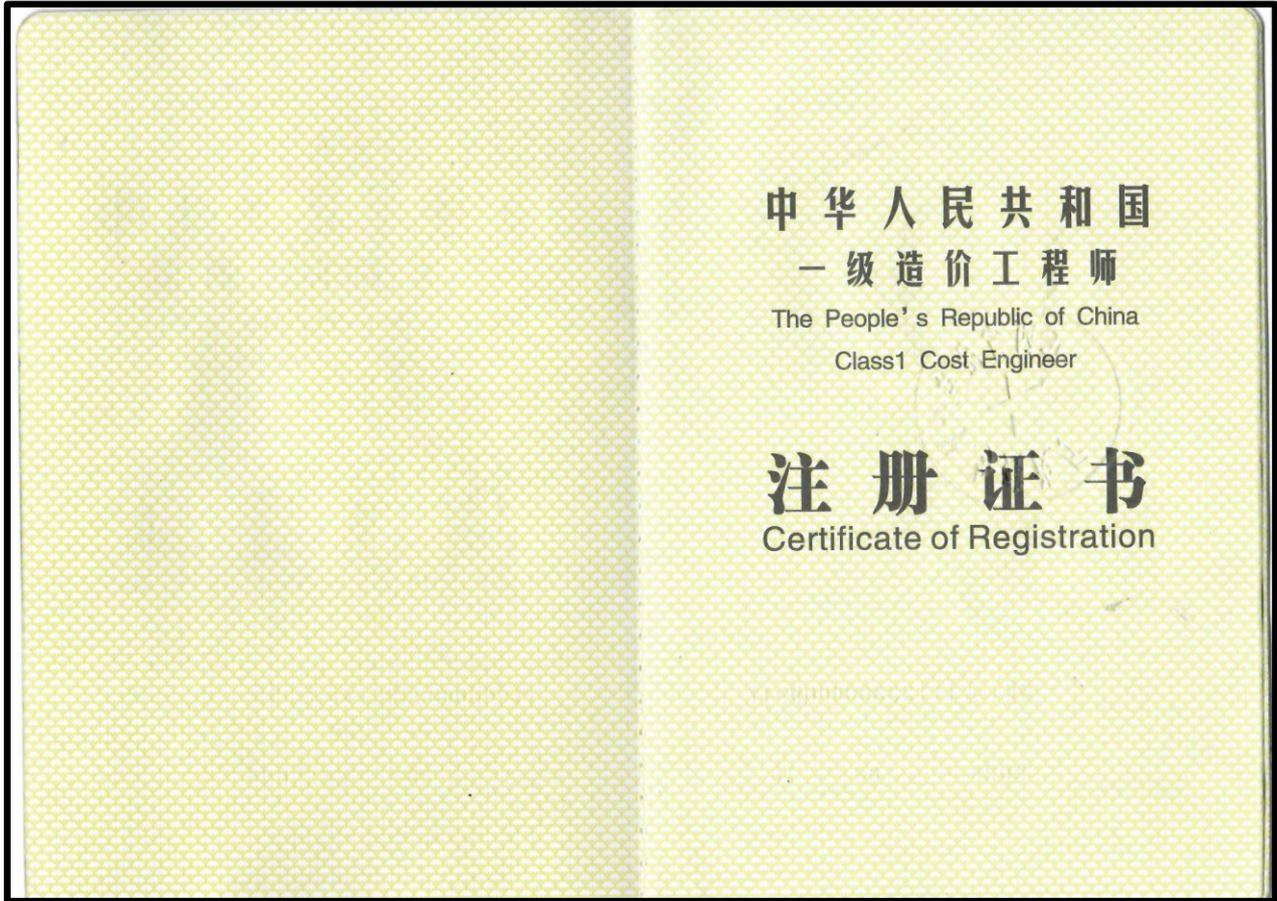 中华人民共和国
一级造价工程师
The People's Republic of China
Class1 Cost Engineer
注册证书
Certificate of Registration